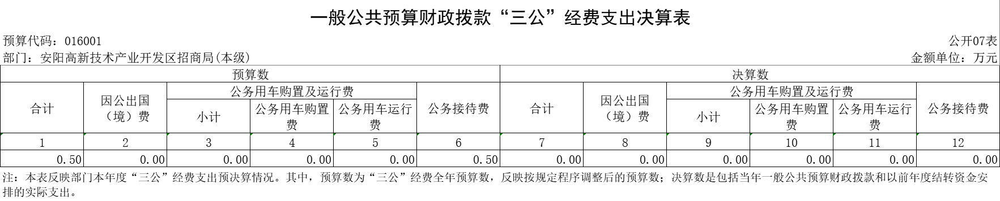 一般公共预算财政拨款“三公”经费支出决算表
预算代码：016001 公开07表
部门：安阳高新技术产业开发区招商局(本级) 金额单位：万元
预算数 决算数
合计 因公出国（境）费 公务用车购置及运行费 公务接待费 合计 因公出国（境）费 公务用车购置及运行费 公务接待费
小计 公务用车购置费 公务用车运行费 小计 公务用车购置费 公务用车运行费
1 2 3 4 5 6 7 8 9 10 11 12
0.50 0.00 0.00 0.00 0.00 0.50 0.00 0.00 0.00 0.00 0.00 0.00
注：本表反映部门本年度“三公”经费支出预决算情况。其中，预算数为“三公”经费全年预算数，反映按规定程序调整后的预算数；决算数是包括当年一般公共预算财政拨款和以前年度结转资金安
排的实际支出。